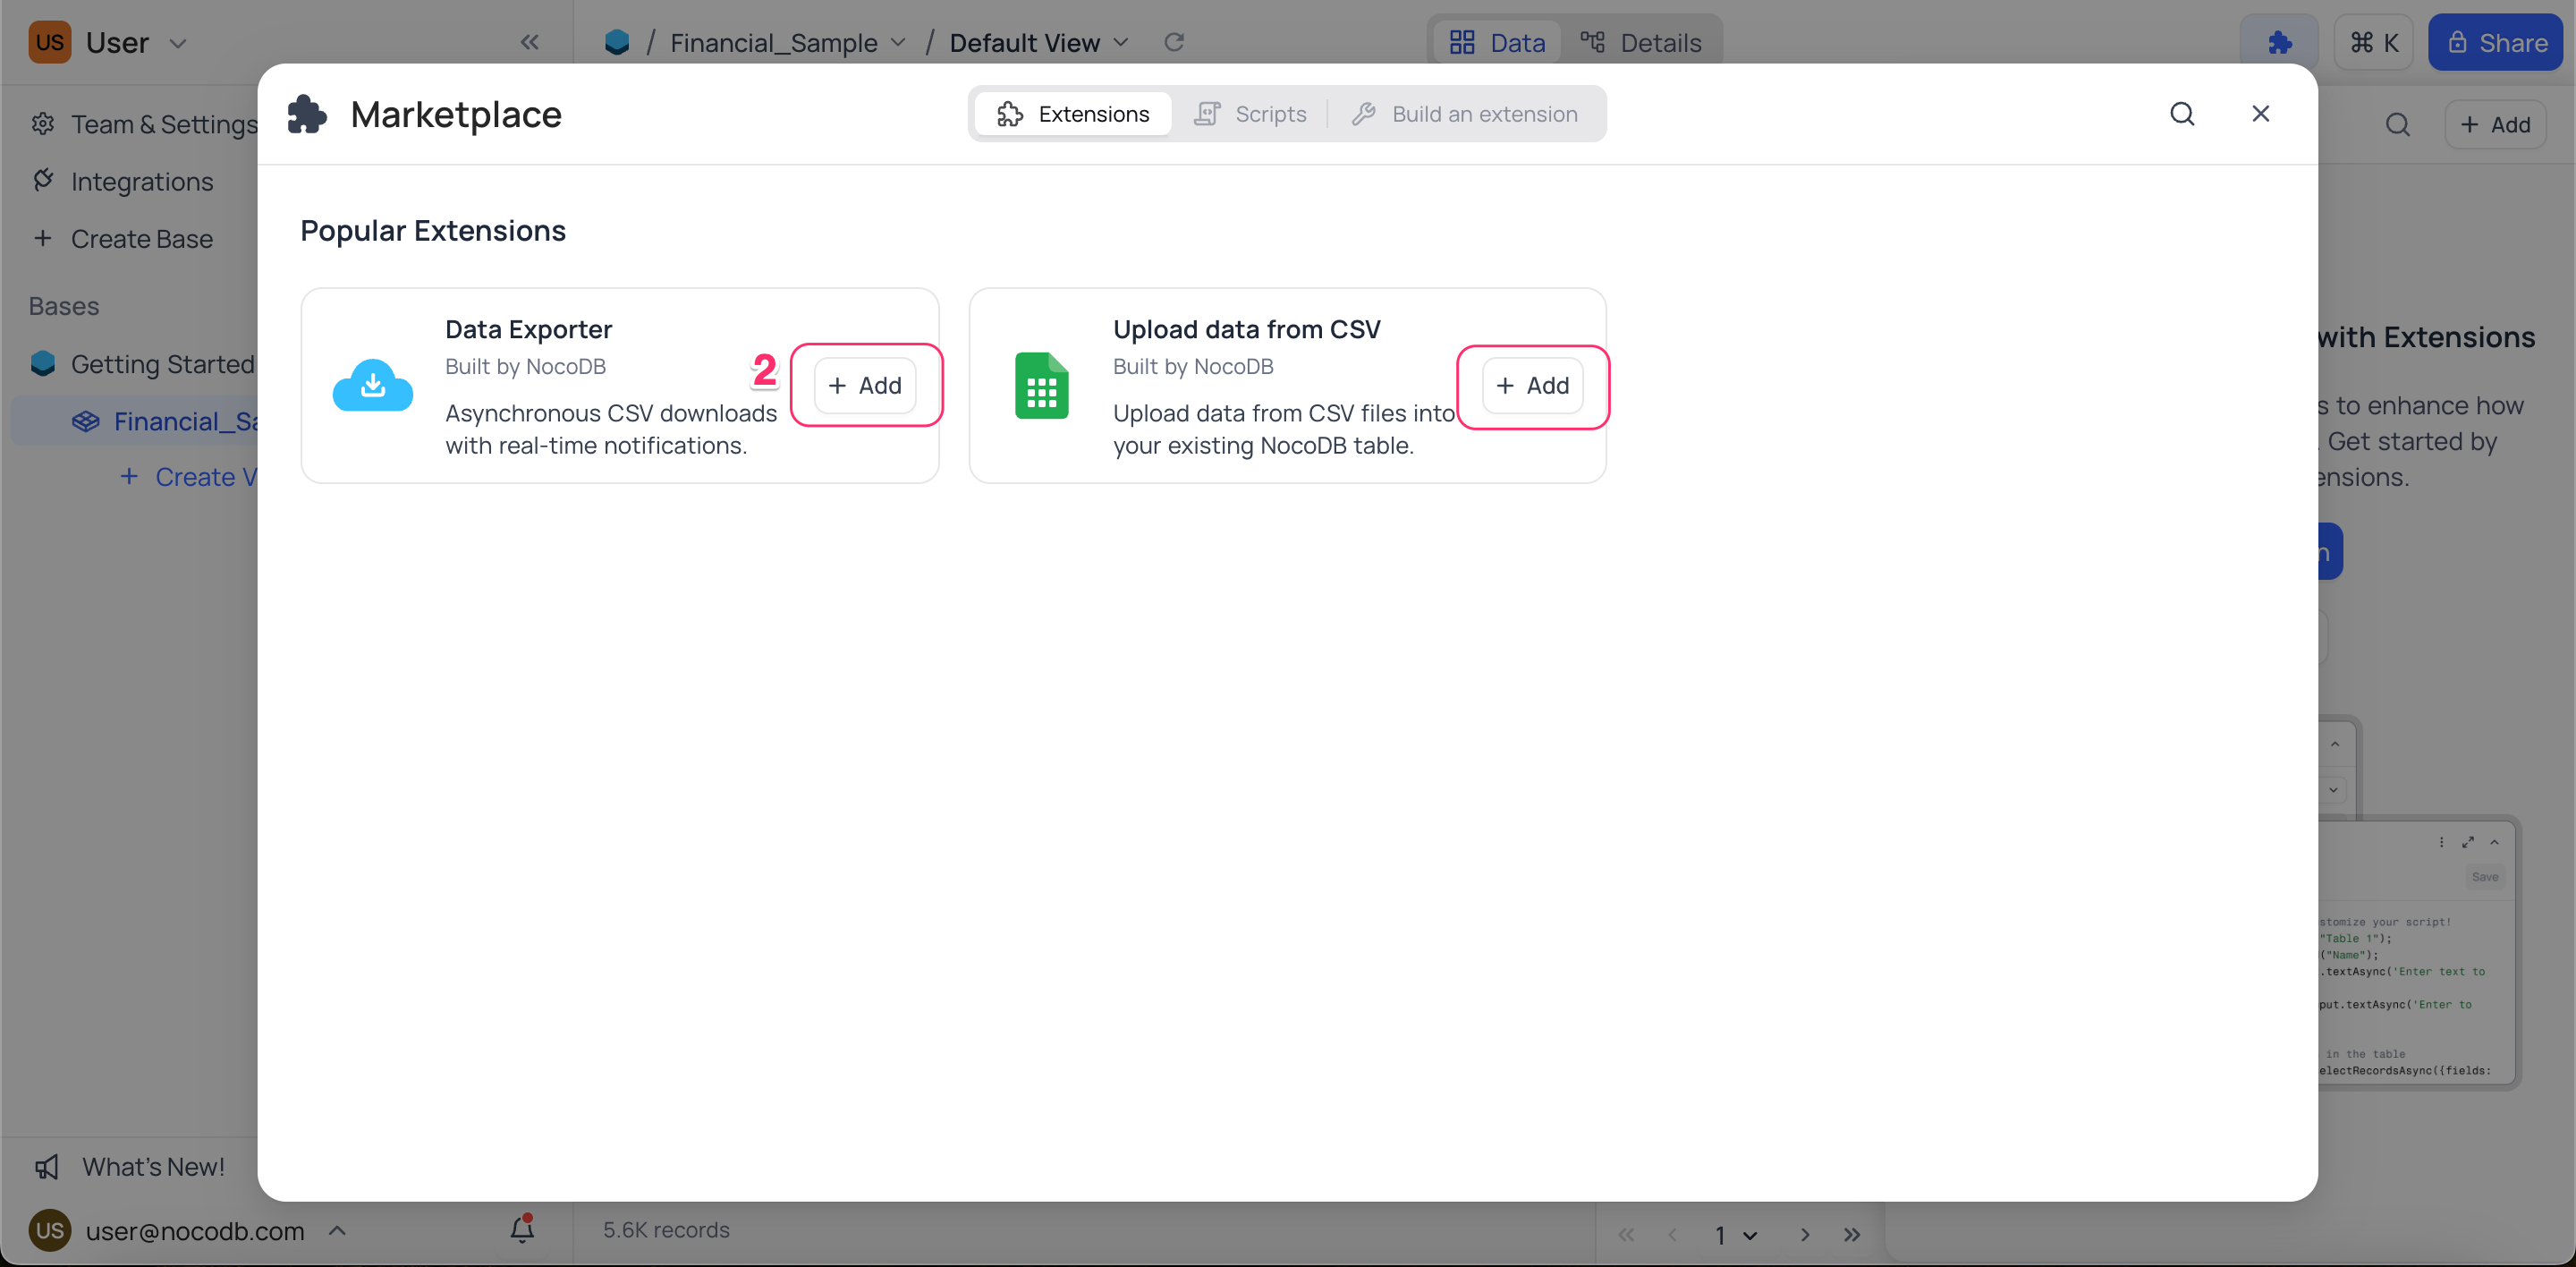 US User
/ Financial_Sample / Default View
Data Details
⌘ K
Share
Team & Settings
Integrations
+ Create Base
Bases
Getting Started
Financial_Sa
+ Create V
What's New!
US user@nocodb.com
Marketplace
Extensions Scripts Build an extension
Popular Extensions
Data Exporter
Built by NocoDB
Asynchronous CSV downloads
with real-time notifications.
2
+ Add
Upload data from CSV
Built by NocoDB
Upload data from CSV files into
your existing NocoDB table.
+ Add
+ Add
with Extensions
s to enhance how
. Get started by
ensions.
n
Save
stomize your script!
"Table 1");
("Name");
.textAsync('Enter text to
put.textAsync('Enter to
in the table
electRecordsAsync({fields:
5.6K records
1